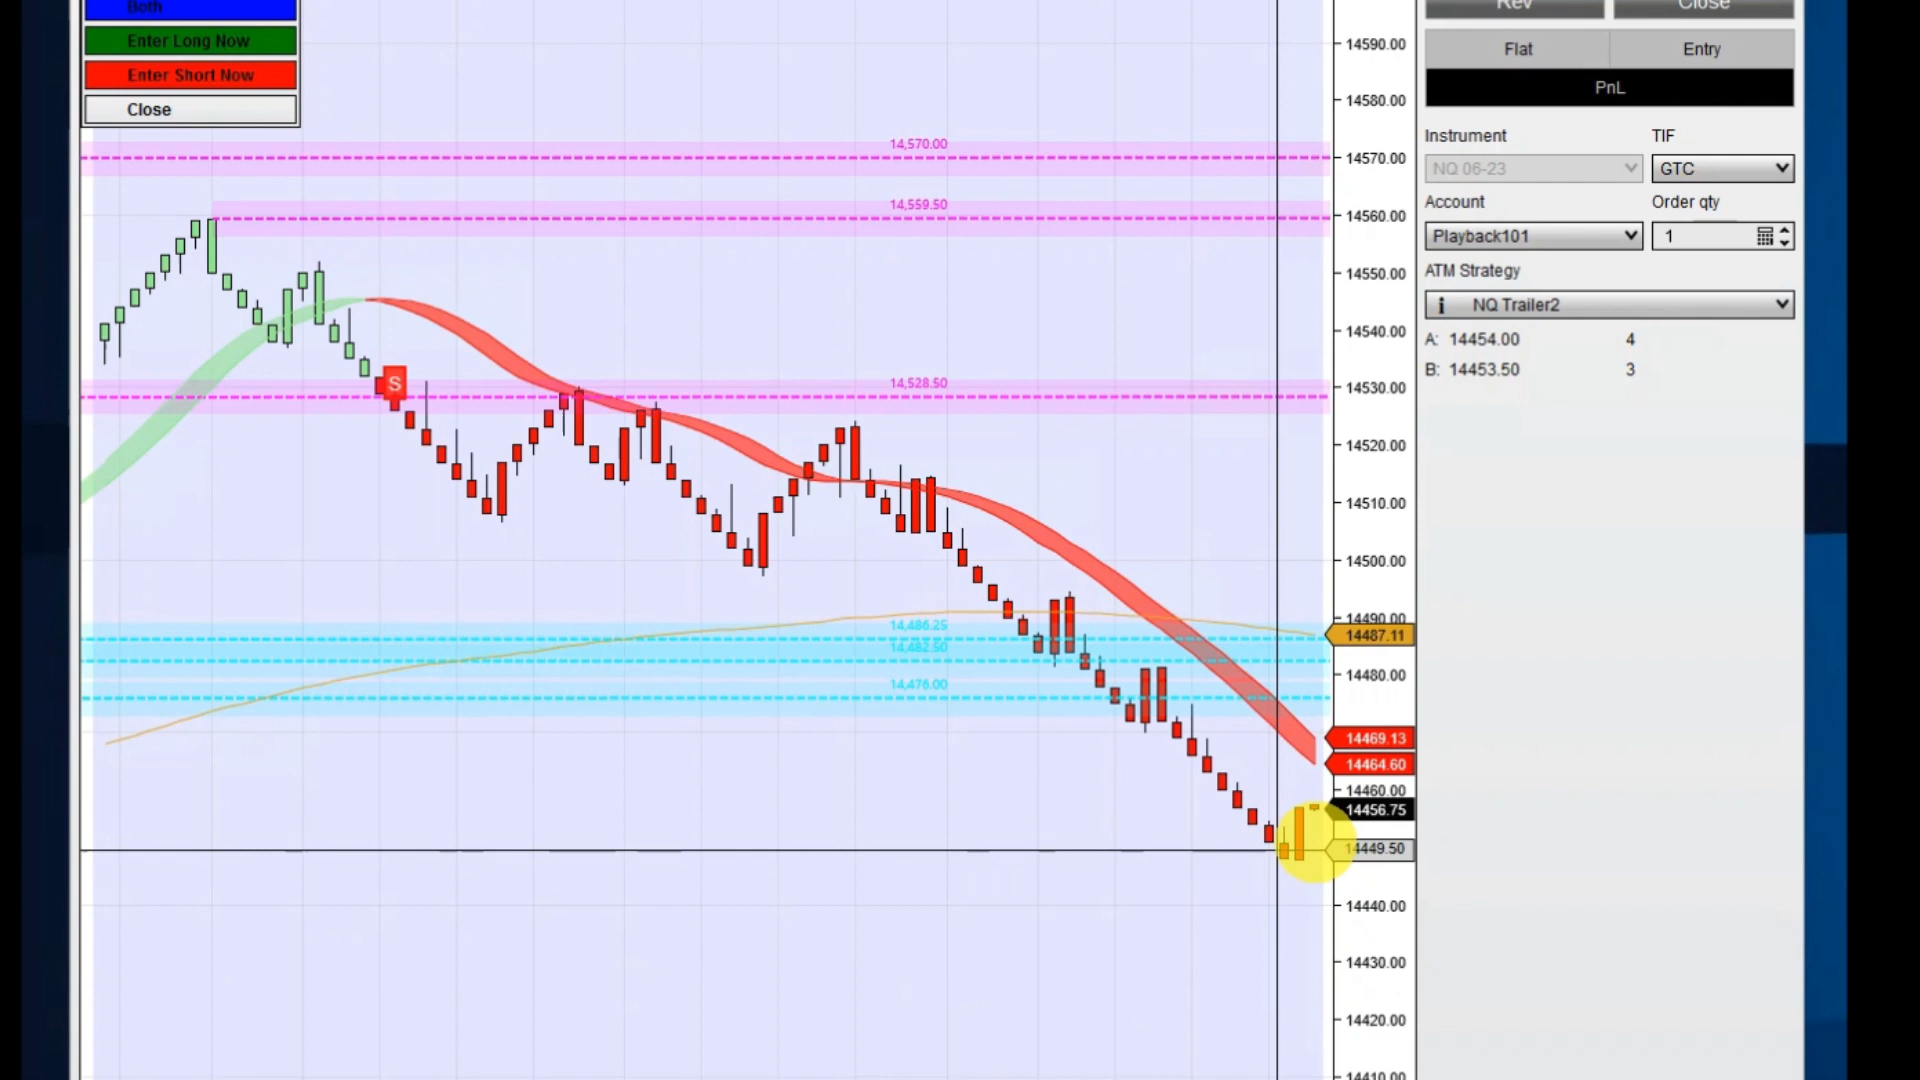 Both
Enter Long Now
Enter Short Now
Close
Rev
Close
Flat
Entry
PnL
Instrument
TIF
NQ 06-23
GTC
Account
Order qty
Playback101
1
ATM Strategy
i
NQ Trailer2
A: 14454.00 4
B: 14453.50 3
14,570.00
14,559.50
14,528.50
14,486.25
14,482.50
14,476.00
S
14590.00
14580.00
14570.00
14560.00
14550.00
14540.00
14530.00
14520.00
14510.00
14500.00
14490.00
14487.11
14480.00
14469.13
14464.60
14460.00
14456.75
14449.50
14440.00
14430.00
14420.00
14410.00